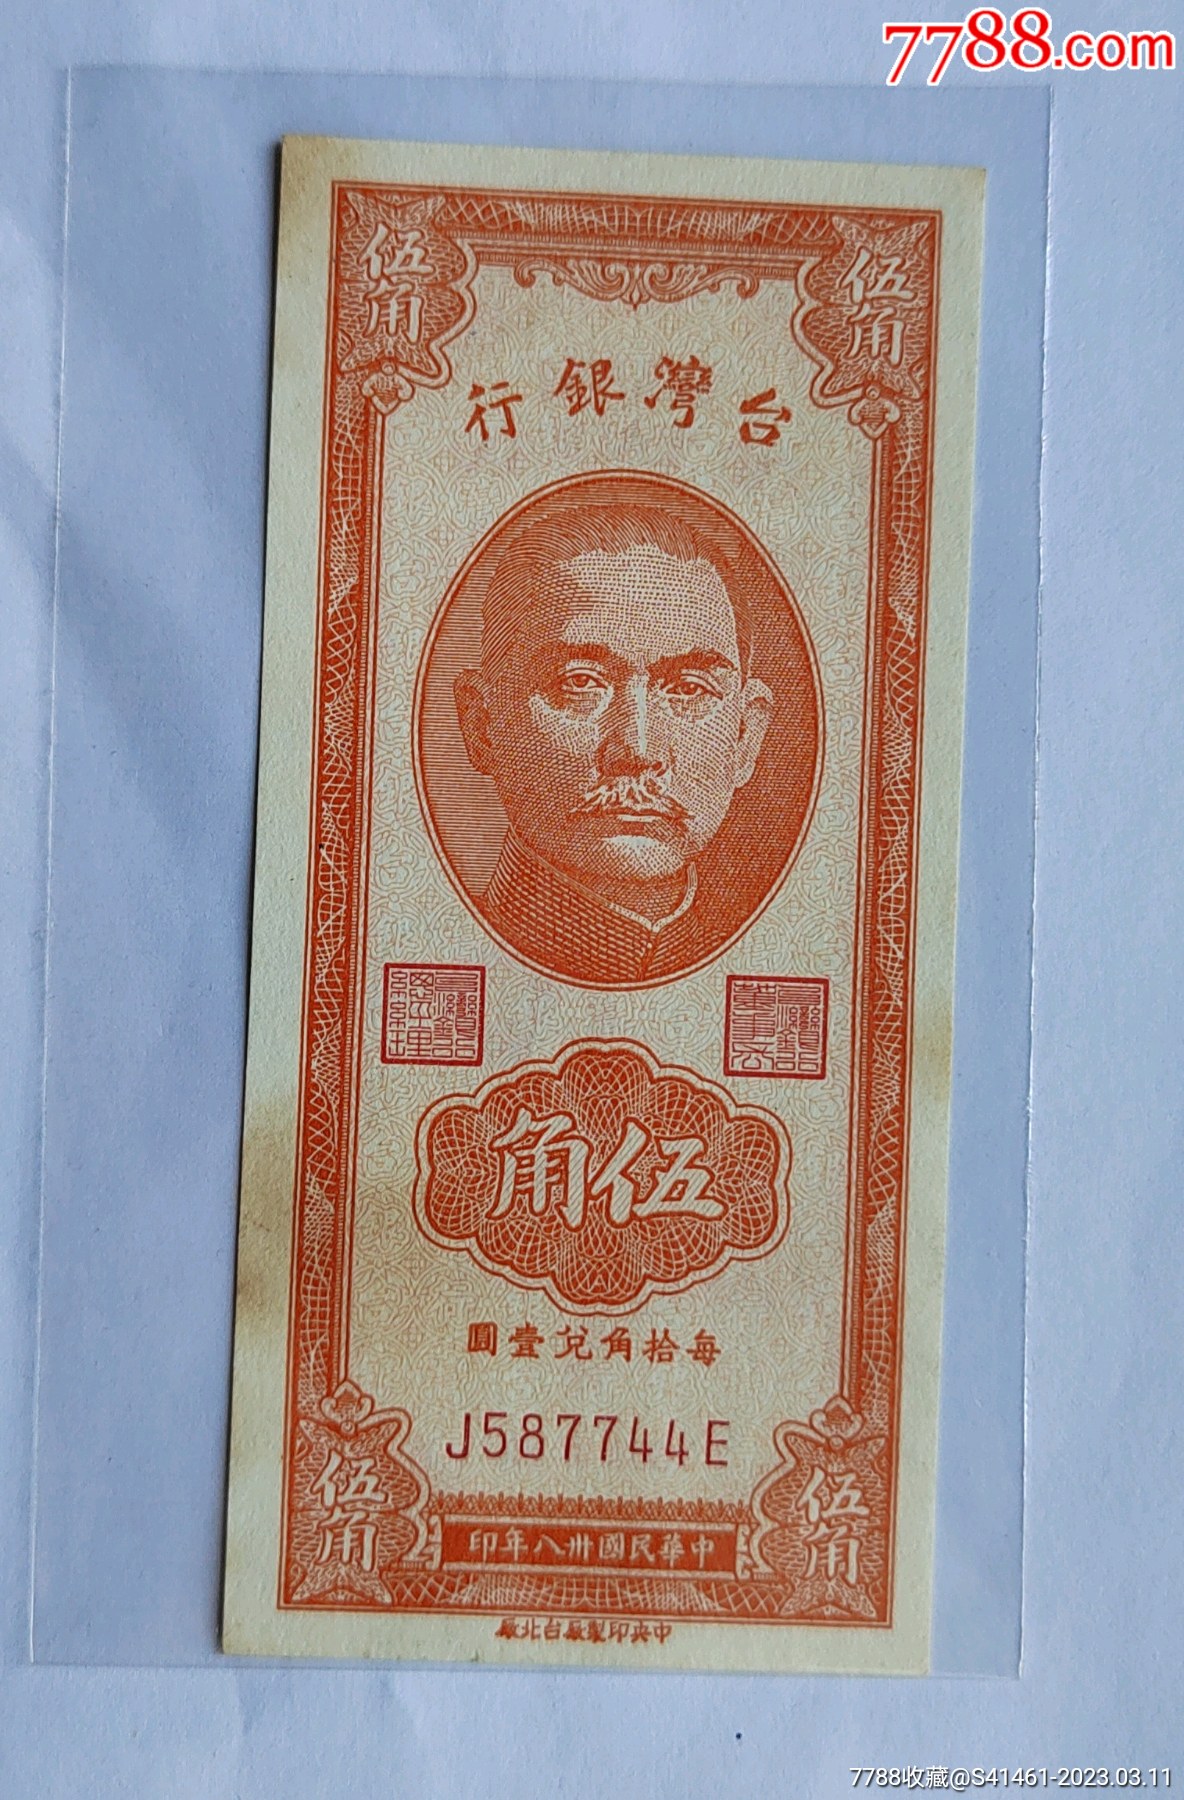 7788.com
伍角
伍角
台灣銀行
伍角
每拾角兌壹圓
J587744E
伍角
伍角
中華民國卅八年印
中央印製廠台北廠
7788收藏@S41461-2023.03.11